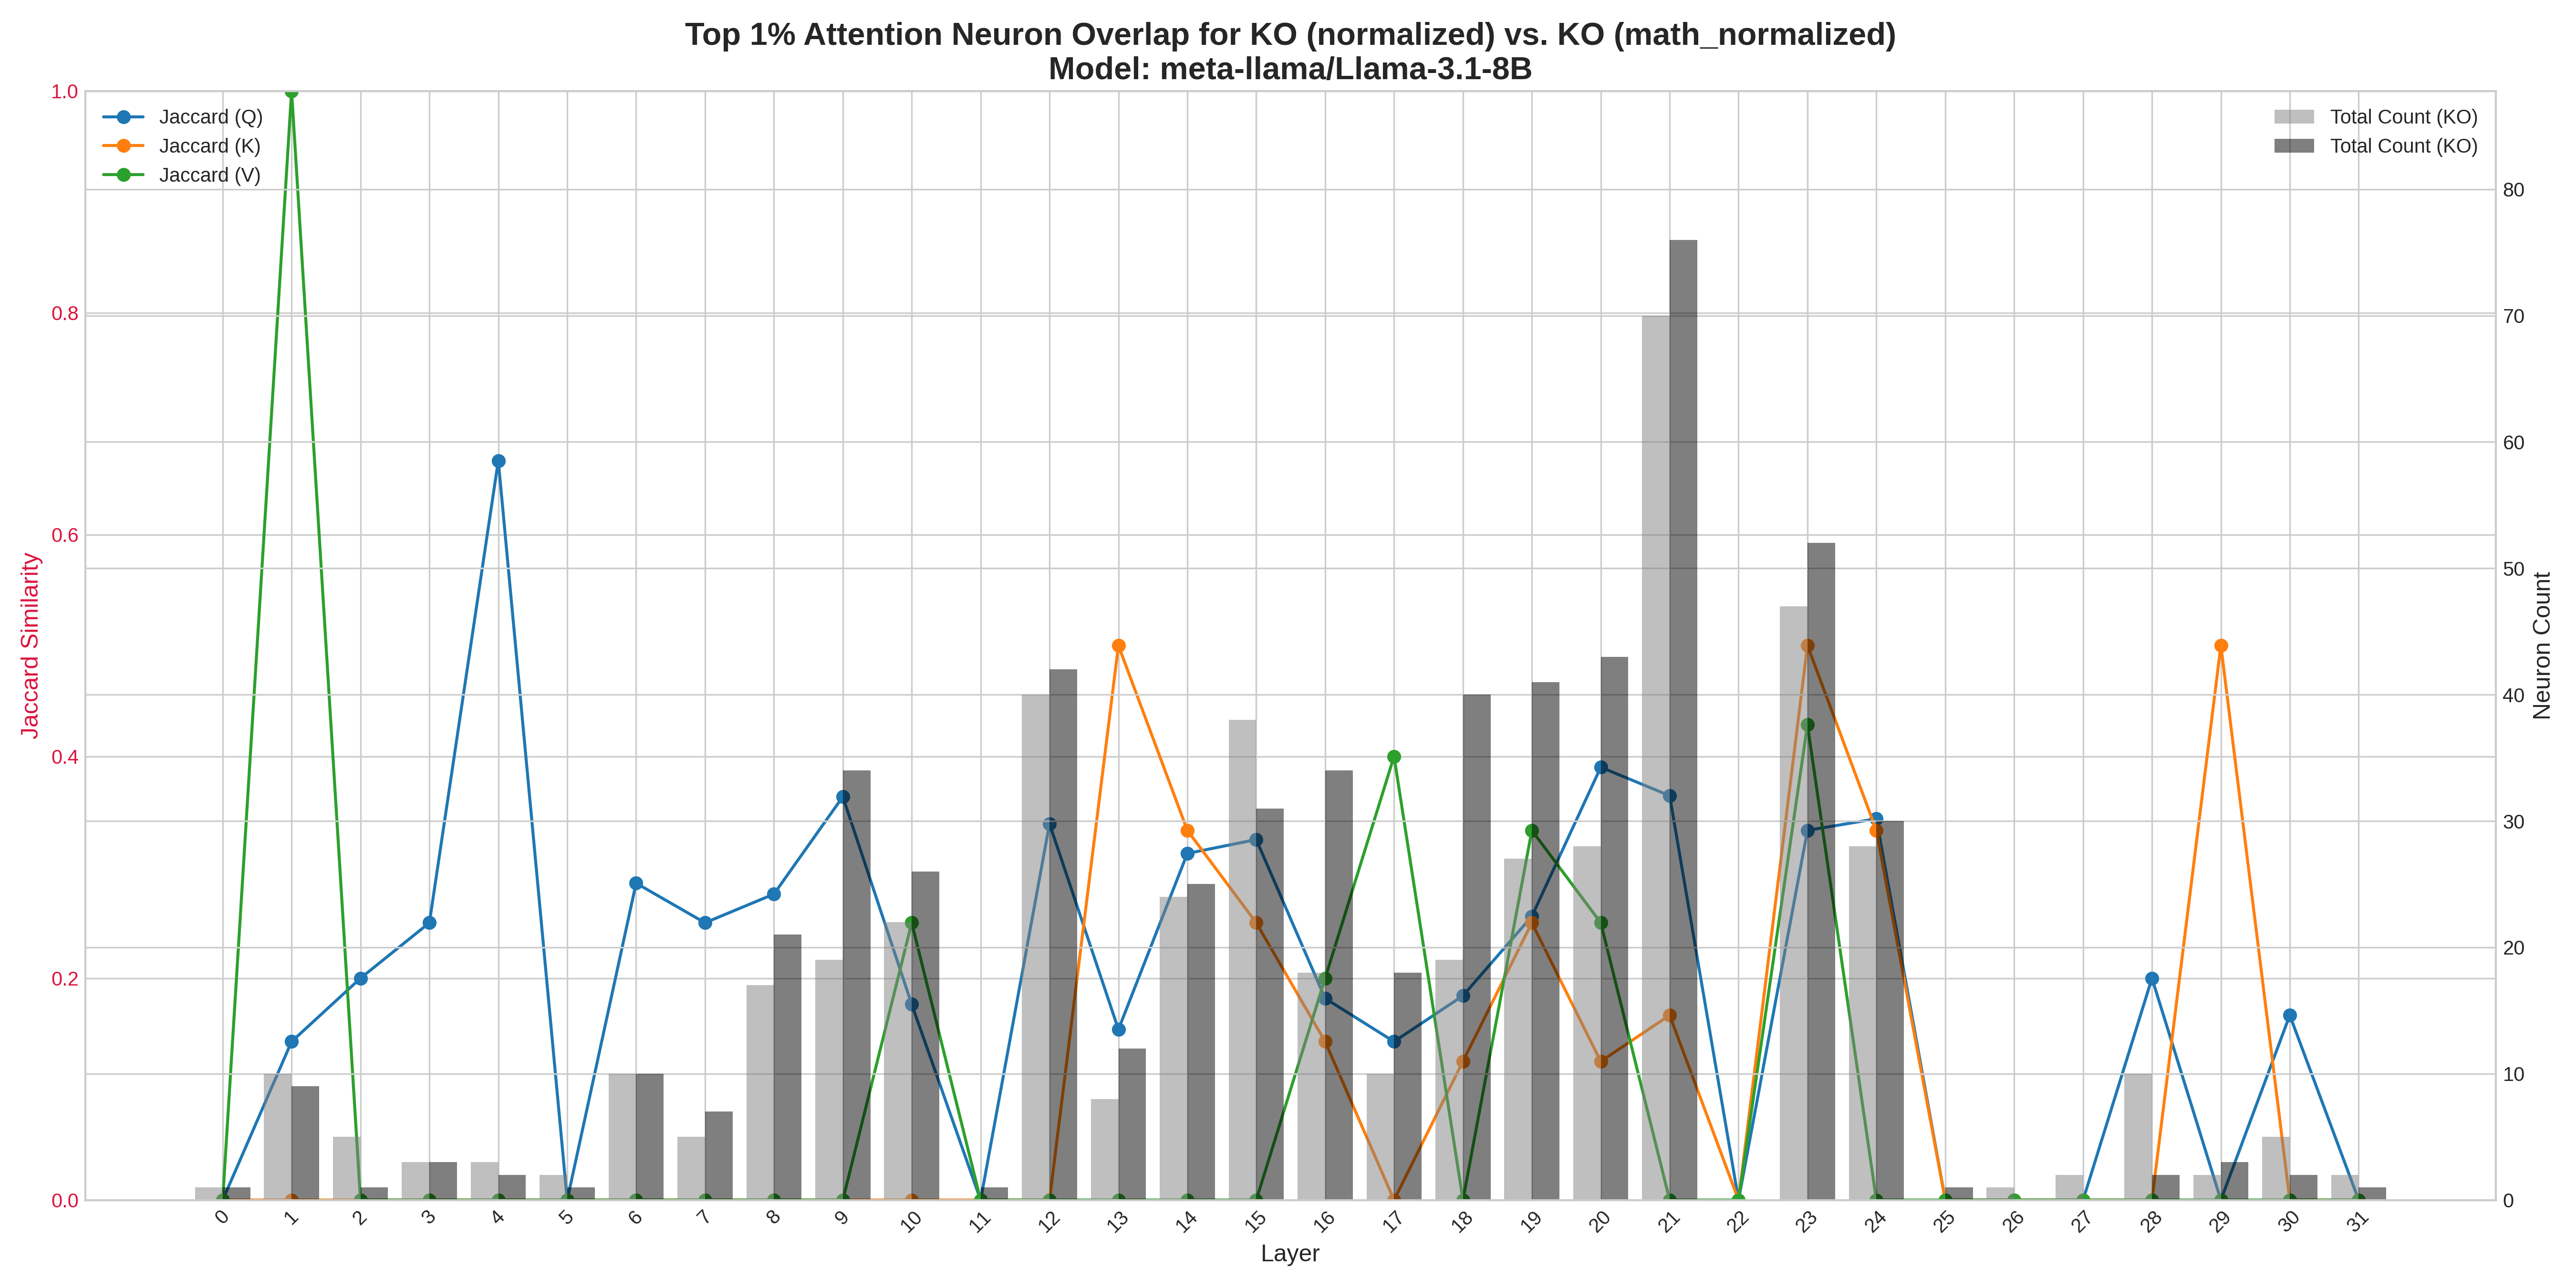 Top 1% Attention Neuron Overlap for KO (normalized) vs. KO (math_normalized)
Model: meta-llama/Llama-3.1-8B
Jaccard (Q)
Jaccard (K)
Jaccard (V)
Total Count (KO)
Total Count (KO)
Jaccard Similarity
1.0
0.8
0.6
0.4
0.2
0.0
Neuron Count
80
70
60
50
40
30
20
10
0
0 1 2 3 4 5 6 7 8 9 10 11 12 13 14 15 16 17 18 19 20 21 22 23 24 25 26 27 28 29 30 31
Layer